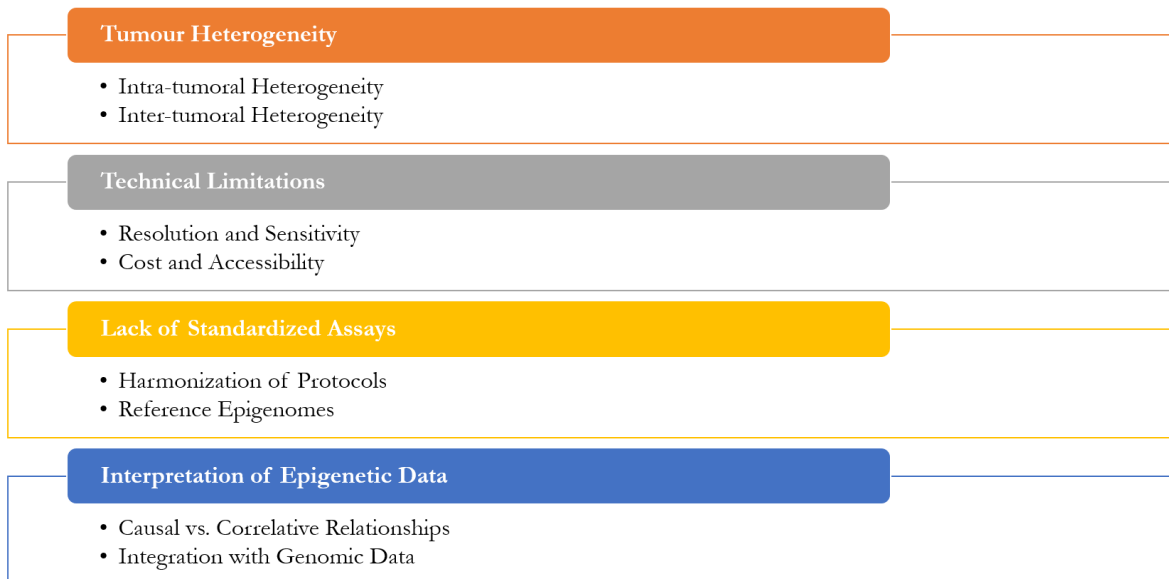 Tumour Heterogeneity
• Intra-tumoral Heterogeneity
• Inter-tumoral Heterogeneity
Technical Limitations
• Resolution and Sensitivity
• Cost and Accessibility
Lack of Standardized Assays
• Harmonization of Protocols
• Reference Epigenomes
Interpretation of Epigenetic Data
• Causal vs. Correlative Relationships
• Integration with Genomic Data